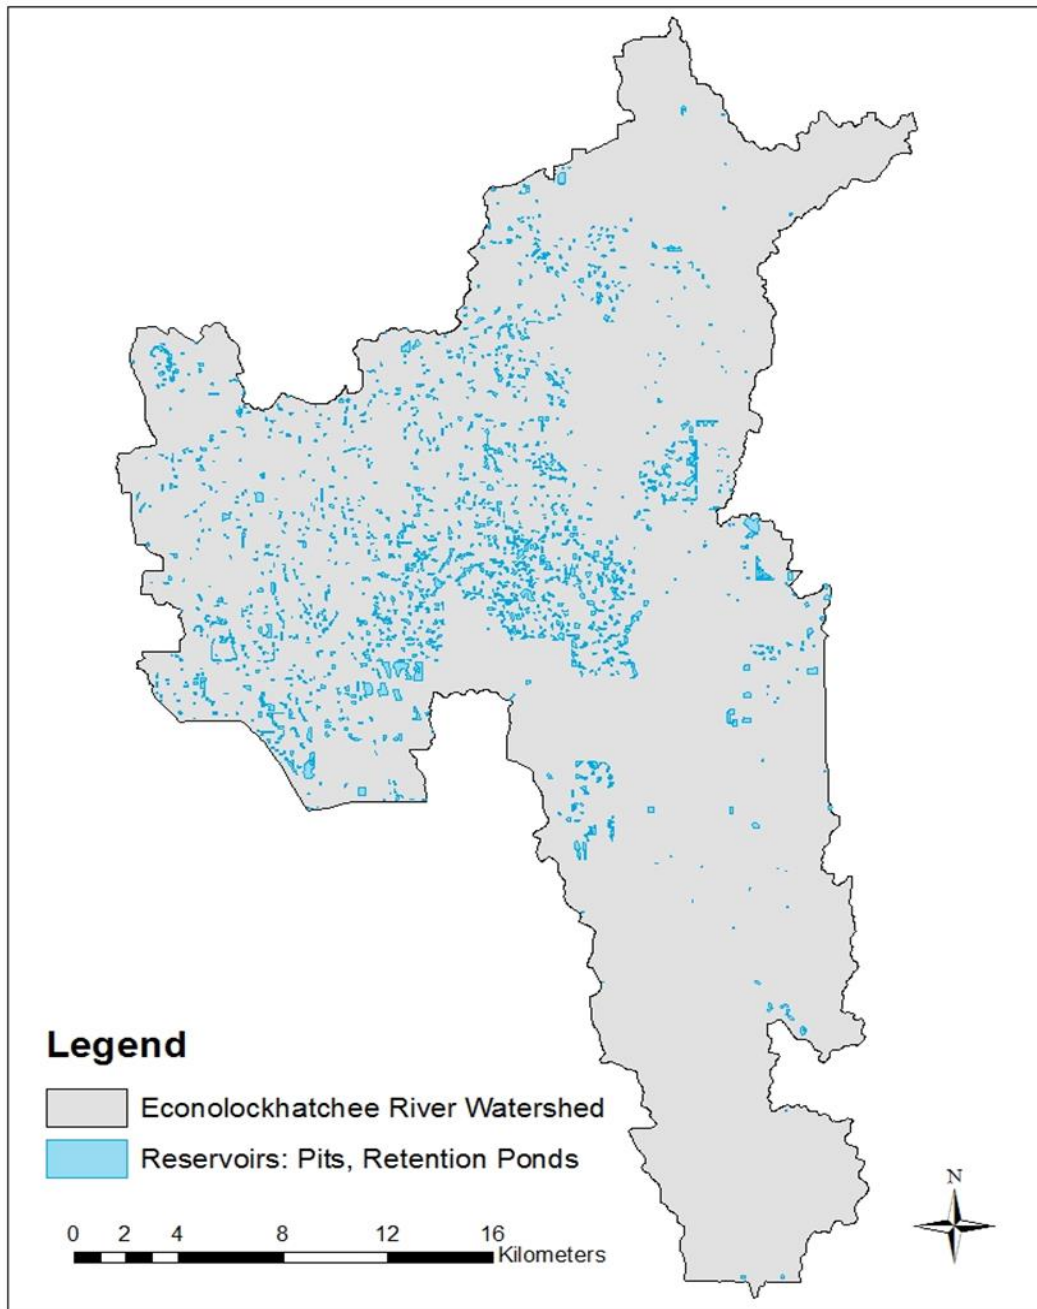 N
Legend
Econolockhatchee River Watershed
Reservoirs: Pits, Retention Ponds
0 2 4 8 12 16
Kilometers